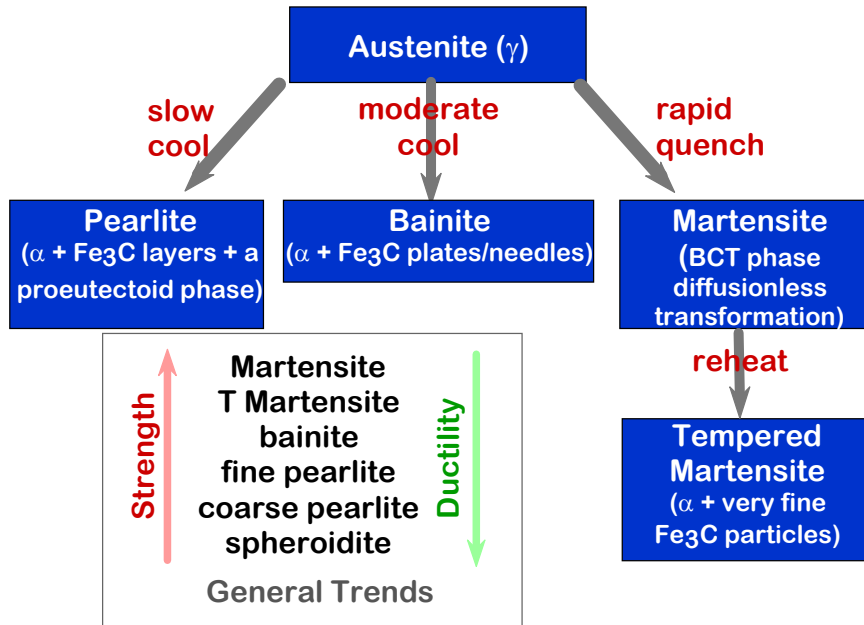 Austenite (γ)
slow
cool
moderate
cool
rapid
quench
Pearlite
(α + Fe3C layers + a
proeutectoid phase)
Bainite
(α + Fe3C plates/needles)
Martensite
(BCT phase
diffusionless
transformation)
reheat
Tempered
Martensite
(α + very fine
Fe3C particles)
Strength
Martensite
T Martensite
bainite
fine pearlite
coarse pearlite
spheroidite
Ductility
General Trends